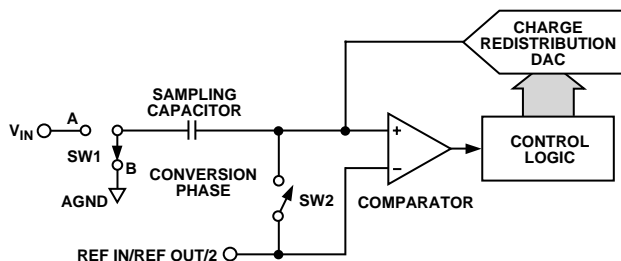 CHARGE
REDISTRIBUTION
DAC
SAMPLING
CAPACITOR
VIN
A
+
CONTROL
LOGIC
SW1
B
CONVERSION
PHASE
−
SW2
COMPARATOR
AGND
REF IN/REF OUT/2